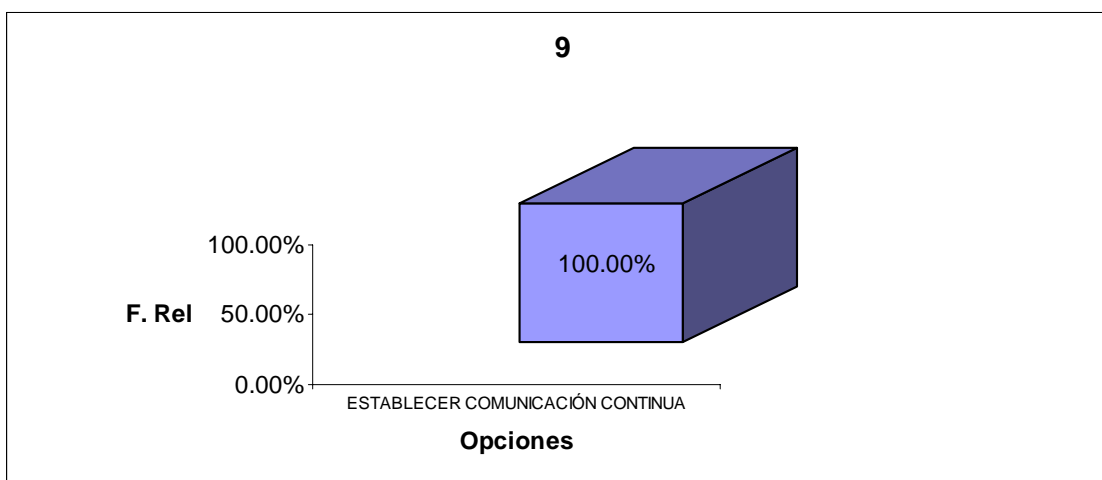 9
100.00%
100.00%
F. Rel
50.00%
0.00%
ESTABLECER COMUNICACIÓN CONTINUA
Opciones